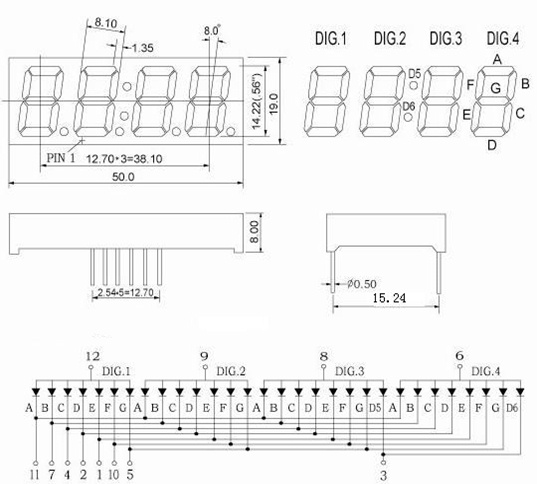 8.10
8.0°
1.35
14.22(.56")
19.0
PIN 1
12.70*3=38.10
50.0
DIG.1 DIG.2 DIG.3 DIG.4
A
D5 F G B
D6 E C
D
8.00
2.54*5=12.70
Ø0.50
15.24
12 9 8 6
DIG.1 DIG.2 DIG.3 DIG.4
A B C D E F G A B C D E F G A B C D E F G D5 A B C D E F G D6
11 7 4 2 1 10 5 3